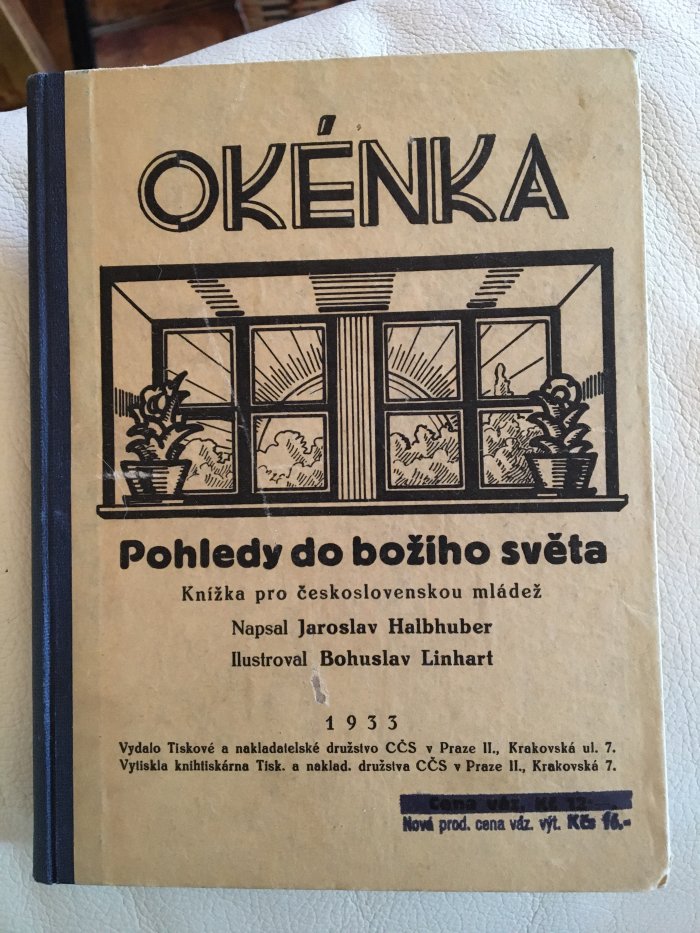 OKÉNKA
Pohledy do božího světa
Knížka pro československou mládež
Napsal Jaroslav Halbhuber
Ilustroval Bohuslav Linhart
1933
Vydalo Tiskové a nakladatelské družstvo CČS v Praze II., Krakovská ul. 7.
Vytiskla knihtiskárna Tisk. a naklad. družstva CČS v Praze II., Krakovská 7.
Cena váz. Kč 12
Nová prod. cena váz. výt. Kčs 16,-